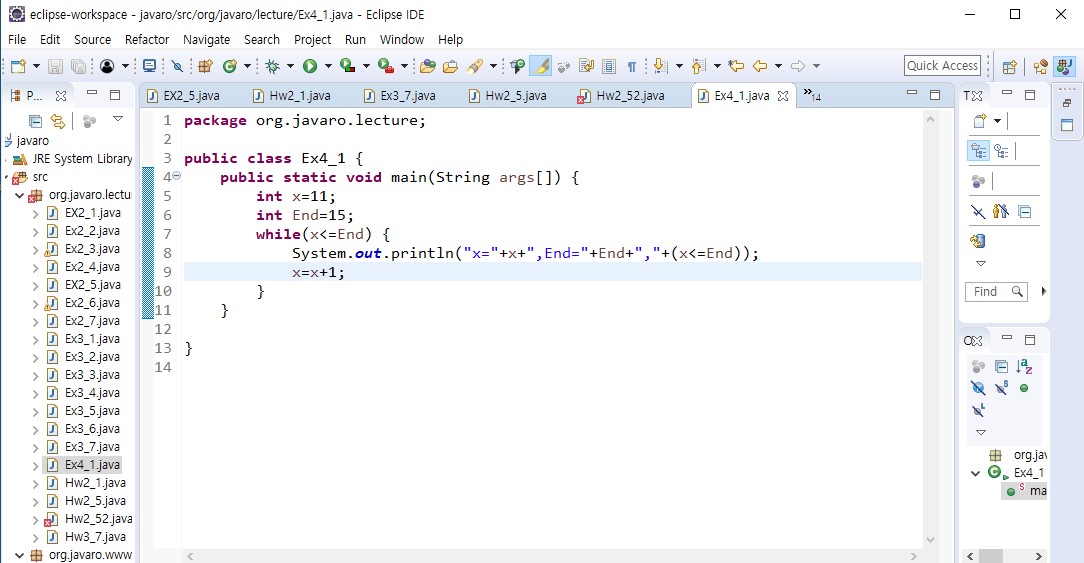 eclipse-workspace - javaro/src/org/javaro/lecture/Ex4_1.java - Eclipse IDE
File Edit Source Refactor Navigate Search Project Run Window Help
Quick Access
P...
EX2_5.java Hw2_1.java Ex3_7.java Hw2_5.java Hw2_52.java Ex4_1.java 14
T
javaro
JRE System Library
src
org.javaro.lectu
EX2_1.java
Ex2_2.java
Ex2_3.java
Ex2_4.java
EX2_5.java
Ex2_6.java
Ex2_7.java
Ex3_1.java
Ex3_2.java
Ex3_3.java
Ex3_4.java
Ex3_5.java
Ex3_6.java
Ex3_7.java
Ex4_1.java
Hw2_1.java
Hw2_5.java
Hw2_52.java
Hw3_7.java
org.javaro.www
1 package org.javaro.lecture;
2
3 public class Ex4_1 {
4 public static void main(String args[]) {
5 int x=11;
6 int End=15;
7 while(x<=End) {
8 System.out.println("x="+x+",End="+End+","+(x<=End));
9 x=x+1;
10 }
11 }
12
13 }
14
Find
O
org.jav
Ex4_1
ma